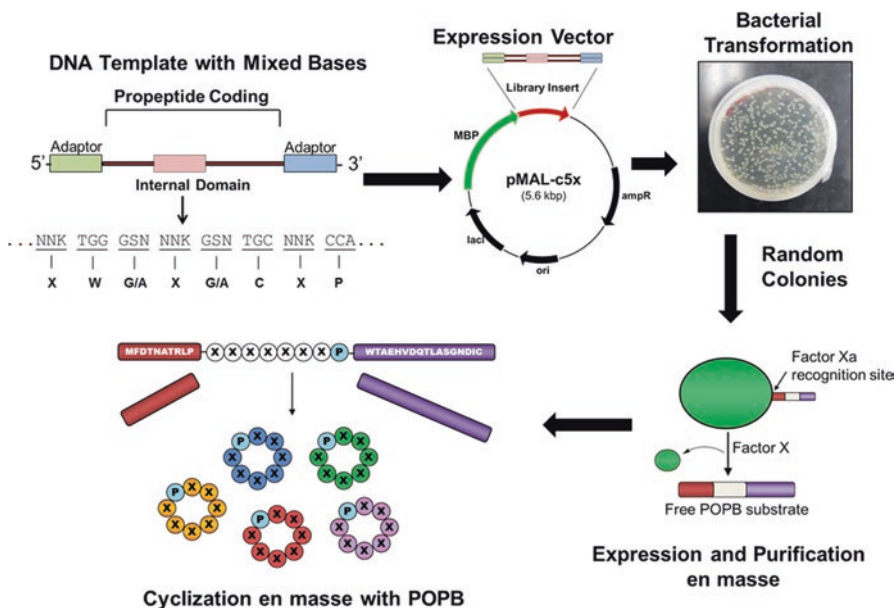 DNA Template with Mixed Bases
Propeptide Coding
Adaptor
Adaptor
5’
3’
Internal Domain
...NNK TGG GSN NNK GSN TGC NNK CCA...
X W G/A X G/A C X P
Expression Vector
Library Insert
MBP
pMAL-c5x
(5.6 kbp)
ampR
lacI
ori
Bacterial
Transformation
Random
Colonies
Factor Xa
recognition site
Factor X
Free POPB substrate
Expression and Purification
en masse
MFDTNATRLP X X X X X X X P WTAEHVDQTLASGNDIC
P X X X X X X X
P X X X X X X X
P X X X X X X X
P X X X X X X X
P X X X X X X X
Cyclization en masse with POPB